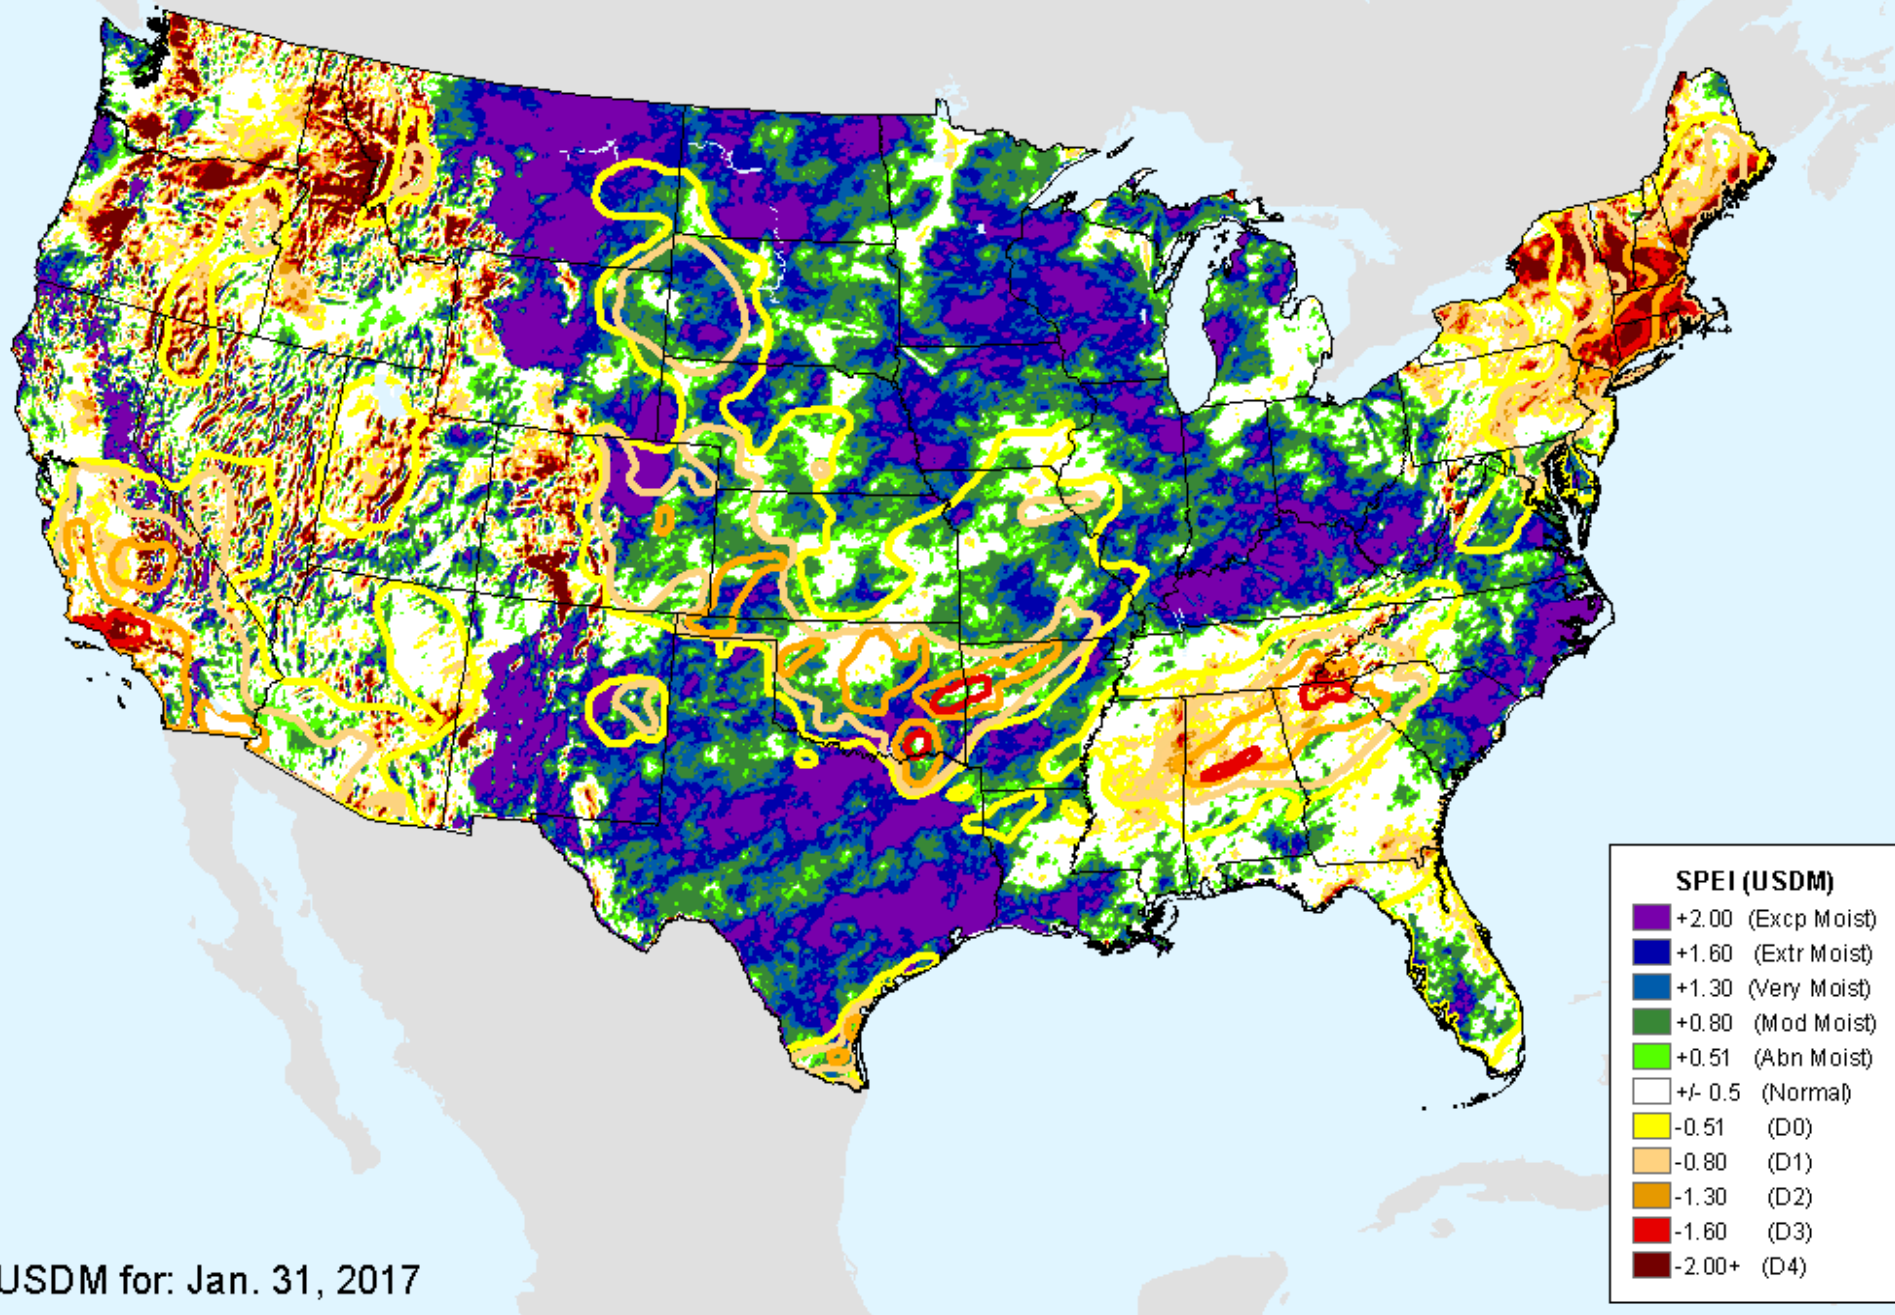 SPEI (USDM)
+2.00 (Excp Moist)
+1.60 (Extr Moist)
+1.30 (Very Moist)
+0.80 (Mod Moist)
+0.51 (Abn Moist)
+/- 0.5 (Normal)
-0.51 (D0)
-0.80 (D1)
-1.30 (D2)
-1.60 (D3)
-2.00+ (D4)
USDM for: Jan. 31, 2017